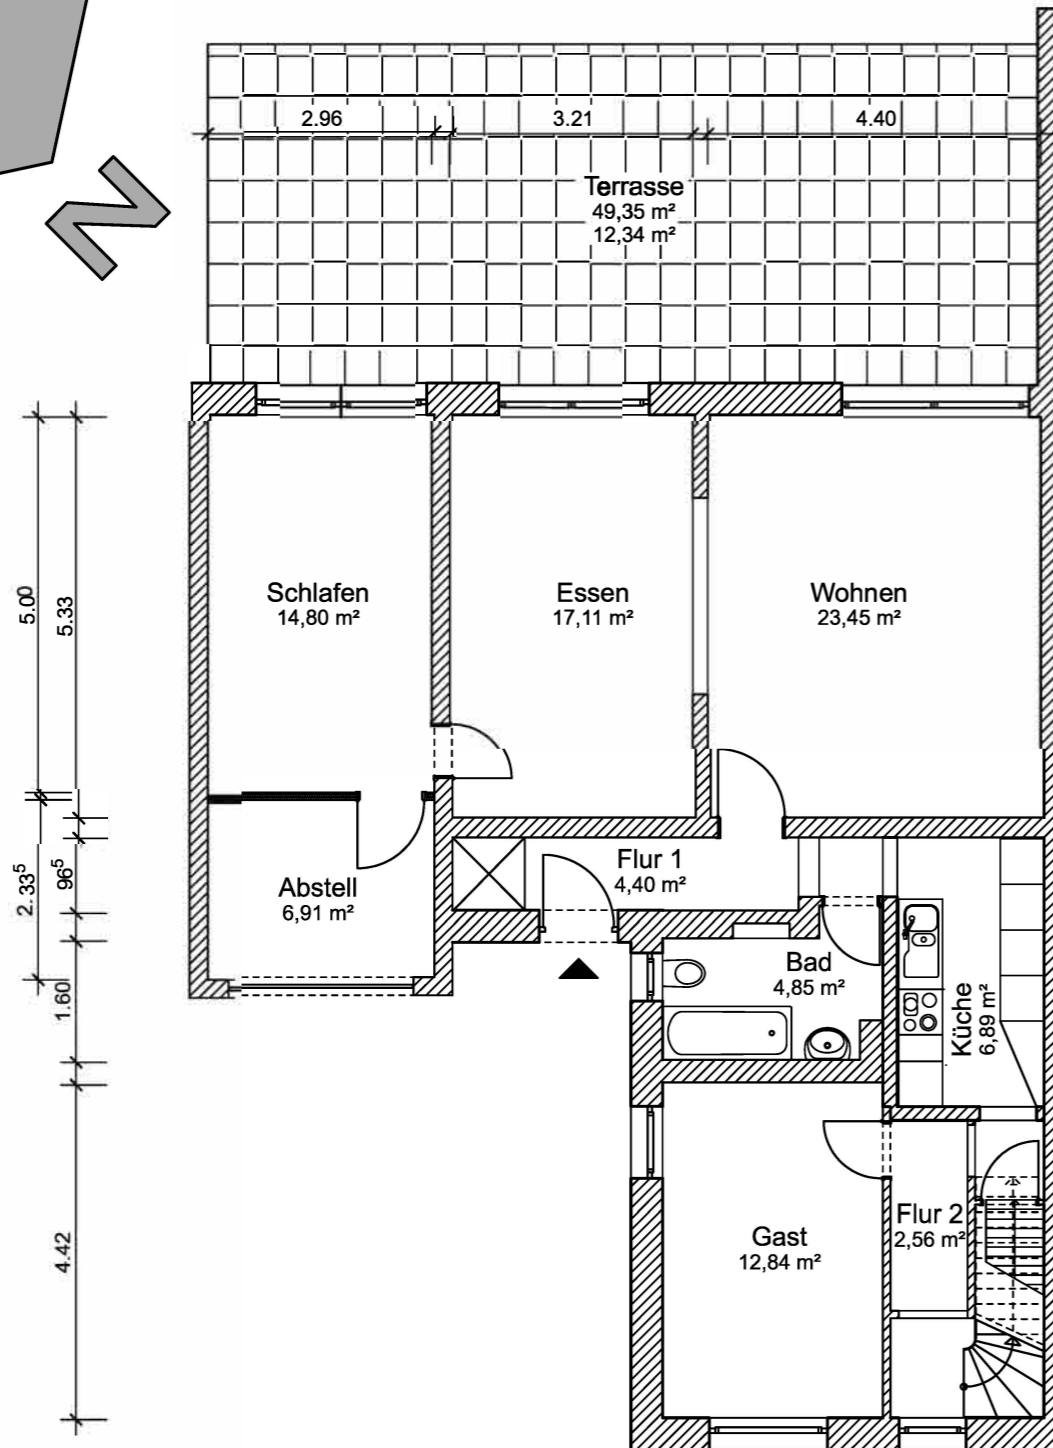 2.96
3.21
4.40
N
Terrasse
49,35 m²
12,34 m²
5.00
5.33
Schlafen
14,80 m²
Essen
17,11 m²
Wohnen
23,45 m²
2.33⁵
96⁵
Abstell
6,91 m²
Flur 1
4,40 m²
Bad
4,85 m²
Küche
6,89 m²
1.60
4.42
Gast
12,84 m²
Flur 2
2,56 m²